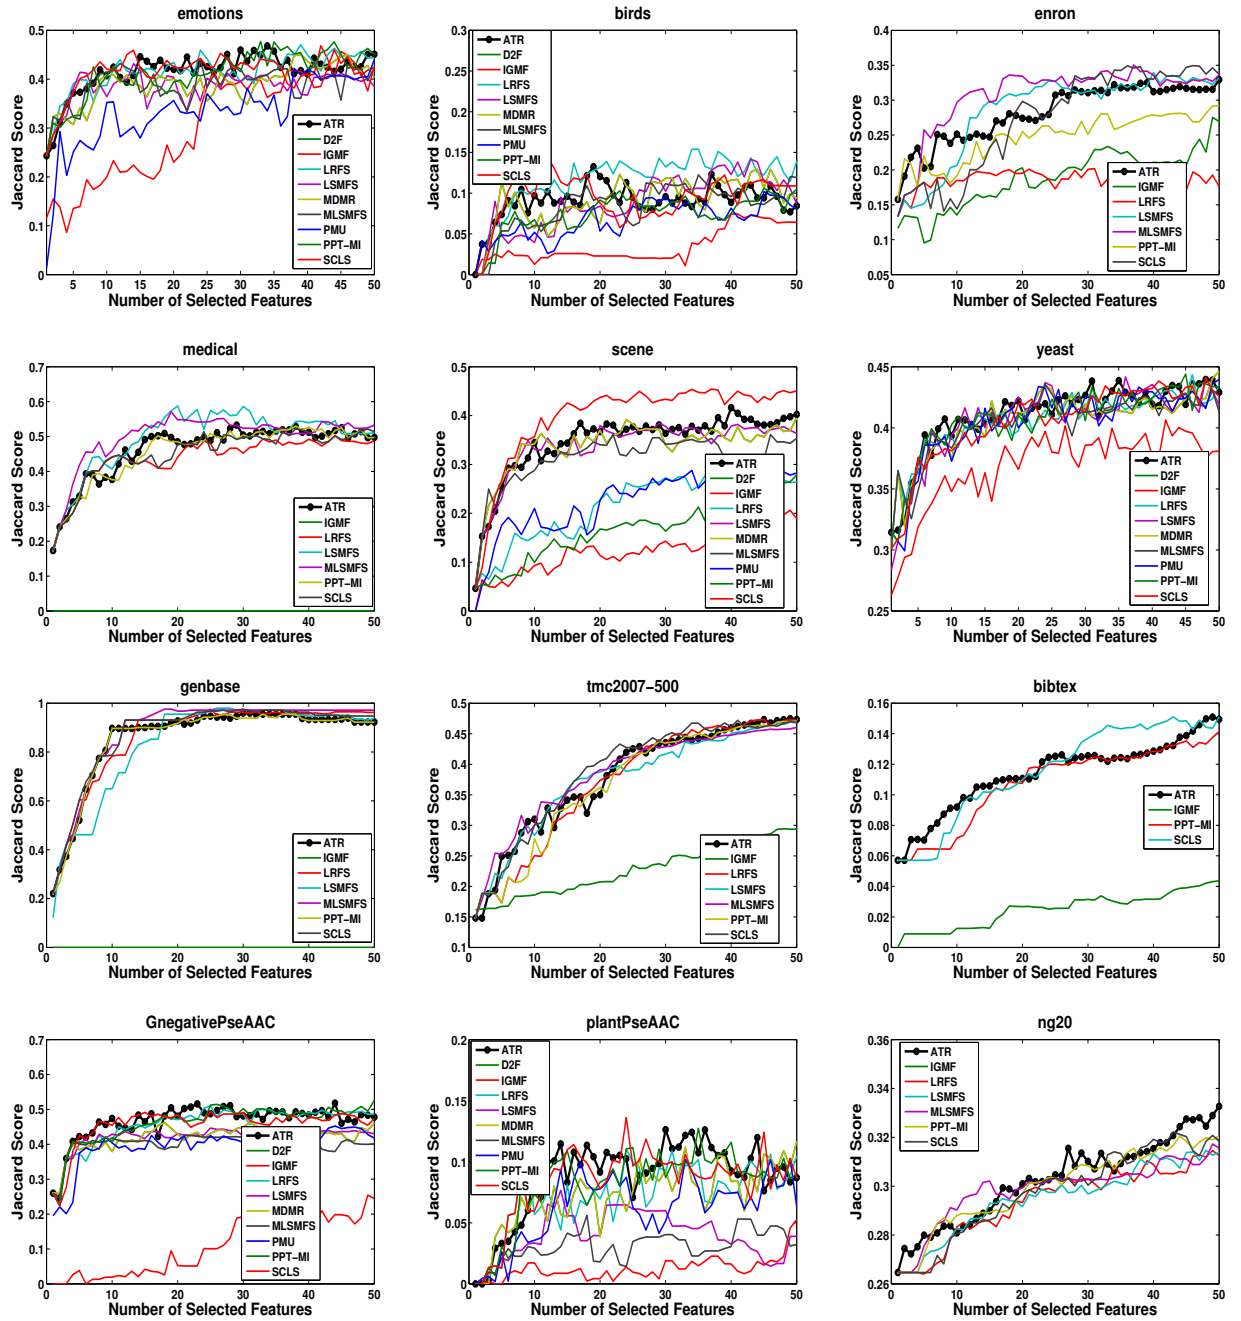 emotions
Jaccard Score
0.5
0.4
0.3
0.2
0.1
0
5 10 15 20 25 30 35 40 45 50
Number of Selected Features
ATR
D2F
IGMF
LRFS
LSMFS
MDMR
MLSMFS
PMU
PPT-MI
SCLS
birds
Jaccard Score
0.3
0.25
0.2
0.15
0.1
0.05
0
0 10 20 30 40 50
Number of Selected Features
ATR
D2F
IGMF
LRFS
LSMFS
MDMR
MLSMFS
PMU
PPT-MI
SCLS
enron
Jaccard Score
0.4
0.35
0.3
0.25
0.2
0.15
0.1
0.05
0 10 20 30 40 50
Number of Selected Features
ATR
IGMF
LRFS
LSMFS
MLSMFS
PPT-MI
SCLS
medical
Jaccard Score
0.7
0.6
0.5
0.4
0.3
0.2
0.1
0
0 10 20 30 40 50
Number of Selected Features
ATR
IGMF
LRFS
LSMFS
MLSMFS
PPT-MI
SCLS
scene
Jaccard Score
0.5
0.4
0.3
0.2
0.1
0
0 10 20 30 40 50
Number of Selected Features
ATR
D2F
IGMF
LRFS
LSMFS
MDMR
MLSMFS
PMU
PPT-MI
SCLS
yeast
Jaccard Score
0.45
0.4
0.35
0.3
0.25
5 10 15 20 25 30 35 40 45 50
Number of Selected Features
ATR
D2F
IGMF
LRFS
LSMFS
MDMR
MLSMFS
PMU
PPT-MI
SCLS
genbase
Jaccard Score
1
0.8
0.6
0.4
0.2
0
0 10 20 30 40 50
Number of Selected Features
ATR
IGMF
LRFS
LSMFS
MLSMFS
PPT-MI
SCLS
tmc2007-500
Jaccard Score
0.5
0.4
0.3
0.2
0.1
0 10 20 30 40 50
Number of Selected Features
ATR
IGMF
LRFS
LSMFS
MLSMFS
PPT-MI
SCLS
bibtex
Jaccard Score
0.16
0.14
0.12
0.1
0.08
0.06
0.04
0.02
0
0 10 20 30 40 50
Number of Selected Features
ATR
IGMF
PPT-MI
SCLS
GnegativePseAAC
Jaccard Score
0.7
0.6
0.5
0.4
0.3
0.2
0.1
0
0 10 20 30 40 50
Number of Selected Features
ATR
D2F
IGMF
LRFS
LSMFS
MDMR
MLSMFS
PMU
PPT-MI
SCLS
plantPseAAC
Jaccard Score
0.2
0.15
0.1
0.05
0
0 10 20 30 40 50
Number of Selected Features
ATR
D2F
IGMF
LRFS
LSMFS
MDMR
MLSMFS
PMU
PPT-MI
SCLS
ng20
Jaccard Score
0.36
0.34
0.32
0.3
0.28
0.26
0 10 20 30 40 50
Number of Selected Features
ATR
IGMF
LRFS
LSMFS
MLSMFS
PPT-MI
SCLS